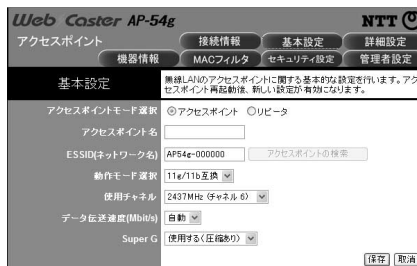 Web Caster AP-54g
NTT
アクセスポイント
接続情報
基本設定
詳細設定
機器情報
MACフィルタ
セキュリティ設定
管理者設定
基本設定
無線LANのアクセスポイントに関する基本的な設定を行います。アク
セスポイント再起動後、新しい設定が有効になります。
アクセスポイントモード選択 アクセスポイント リピータ
アクセスポイント名
ESSID(ネットワーク名) AP54g-000000 アクセスポイントの検索
動作モード選択 11g/11b互換
使用チャネル 2437MHz (チャネル 6)
データ伝送速度(Mbit/s) 自動
Super G 使用する(圧縮あり)
保存 取消